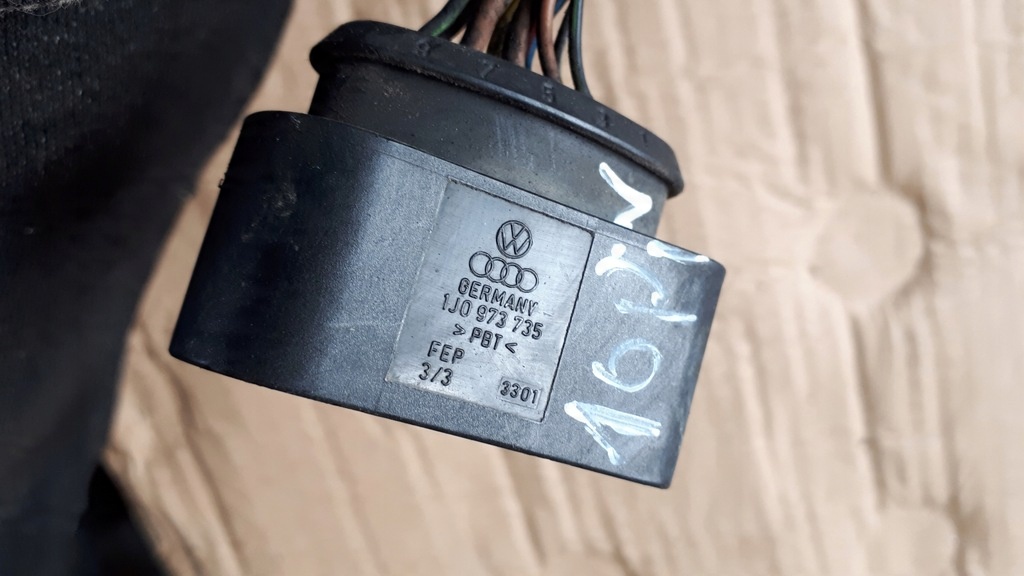 GERMANY
1J0 973 735
>PBT<
FEP
3/3 3301